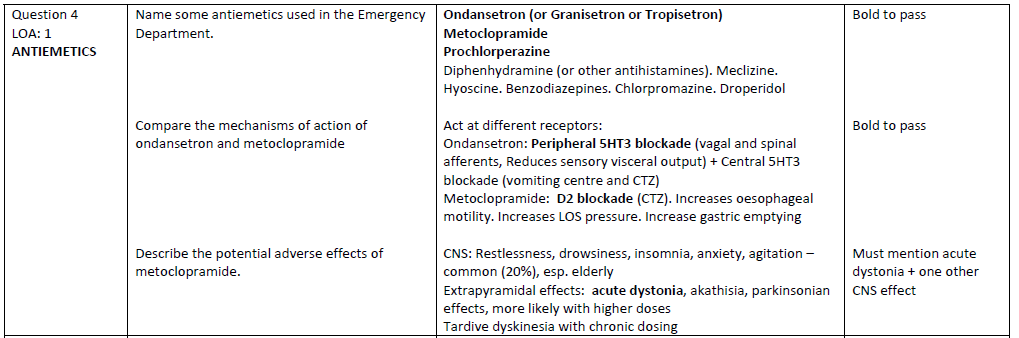 Question 4
LOA: 1
ANTIEMETICS
Name some antiemetics used in the Emergency
Department.
Ondansetron (or Granisetron or Tropisetron)
Metoclopramide
Prochlorperazine
Diphenhydramine (or other antihistamines). Meclizine.
Hyoscine. Benzodiazepines. Chlorpromazine. Droperidol
Bold to pass
Compare the mechanisms of action of
ondansetron and metoclopramide
Act at different receptors:
Ondansetron: Peripheral 5HT3 blockade (vagal and spinal
afferents, Reduces sensory visceral output) + Central 5HT3
blockade (vomiting centre and CTZ)
Metoclopramide:  D2 blockade (CTZ). Increases oesophageal
motility. Increases LOS pressure. Increase gastric emptying
Bold to pass
Describe the potential adverse effects of
metoclopramide.
CNS: Restlessness, drowsiness, insomnia, anxiety, agitation –
common (20%), esp. elderly
Extrapyramidal effects:  acute dystonia, akathisia, parkinsonian
effects, more likely with higher doses
Tardive dyskinesia with chronic dosing
Must mention acute
dystonia + one other
CNS effect